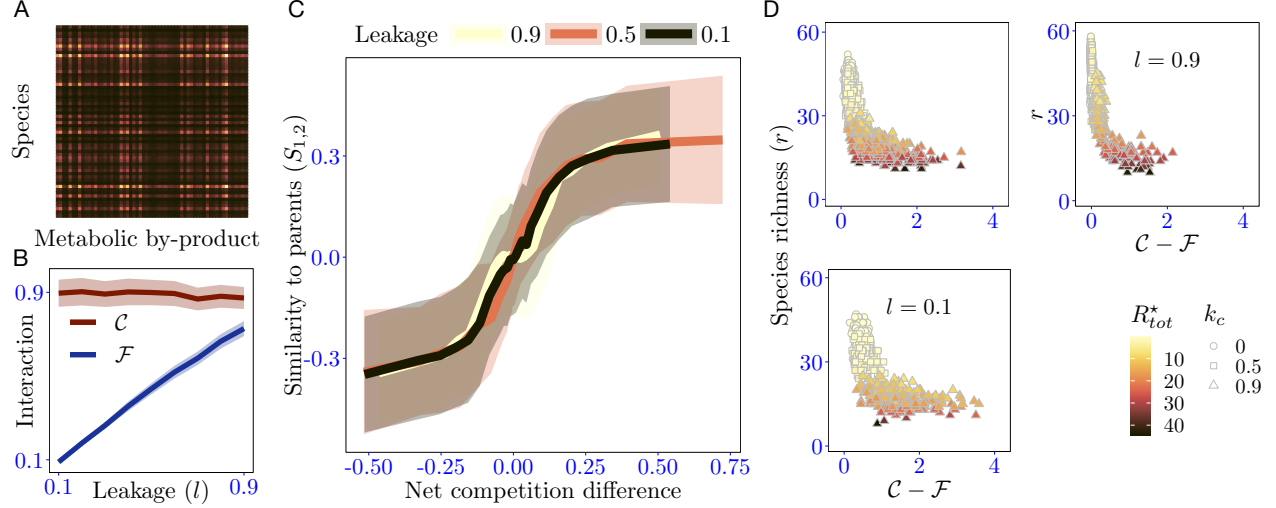 A
Species
Metabolic by-product
B
Interaction
0.9
0.1
C
F
0.1
0.9
Leakage (l)
C
Leakage 0.9 0.5 0.1
Similarity to parents (S1,2)
0.3
0.0
-0.3
-0.50 -0.25 0.00 0.25 0.50 0.75
Net competition difference
D
Species richness (r)
60
30
0
0 2 4
l = 0.9
r
60
30
0
0 2 4
C − F
l = 0.1
60
30
0
0 2 4
C − F
R⋆tot
10
20
30
40
kc
0
0.5
0.9